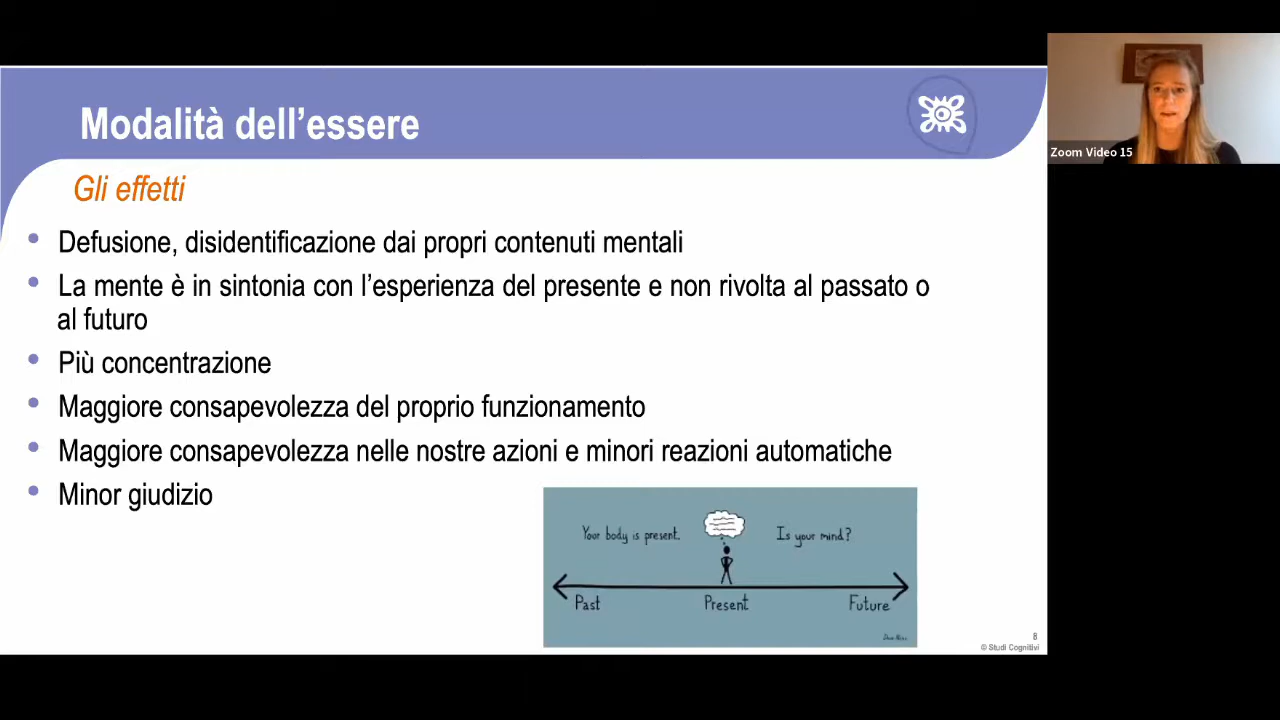 Modalità dell'essere
Gli effetti
Defusione, disidentificazione dai propri contenuti mentali
La mente è in sintonia con l'esperienza del presente e non rivolta al passato o
al futuro
Più concentrazione
Maggiore consapevolezza del proprio funzionamento
Maggiore consapevolezza nelle nostre azioni e minori reazioni automatiche
Minor giudizio
Your body is present.
Is your mind?
Past
Present
Future
8
© Studi Cognitivi
Zoom Video 15